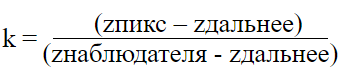 k = (zпикс – zдальнее)
(zнаблюдателя - zдальнее)